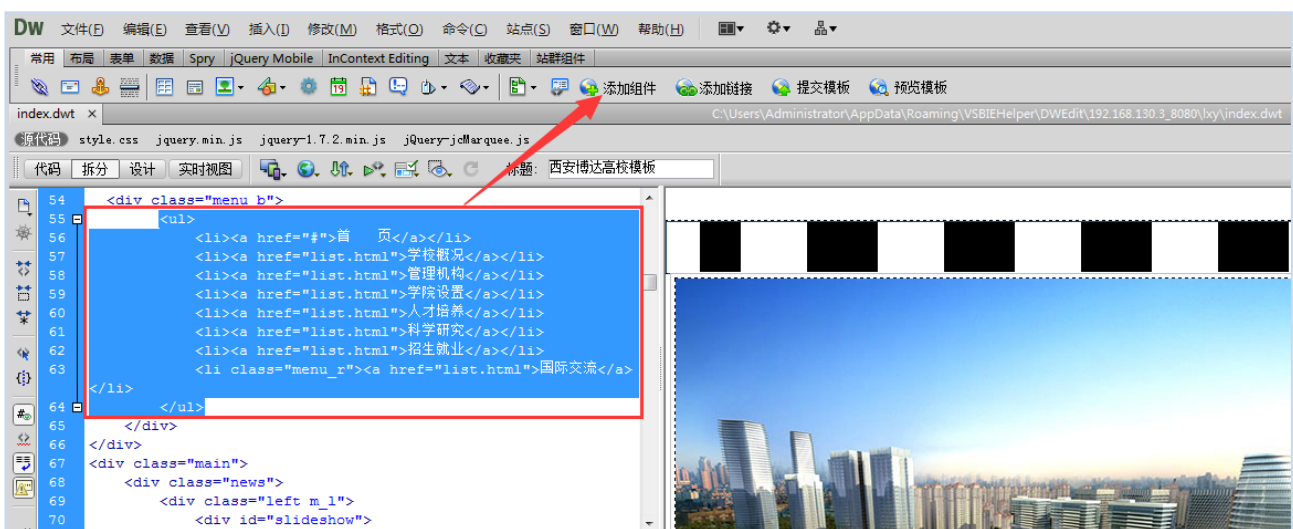 DW 文件(F) 编辑(E) 查看(V) 插入(I) 修改(M) 格式(O) 命令(C) 站点(S) 窗口(W) 帮助(H)
常用 布局 表单 数据 Spry jQuery Mobile InContext Editing 文本 收藏夹 站群组件
添加组件 添加链接 提交模板 预览模板
index.dwt × C:\Users\Administrator\AppData\Roaming\VSBIEHelper\DWEdit\192.168.130.3_8080\lxy\index.dwt
源代码 style.css jquery.min.js jquery-1.7.2.min.js jQuery-jcMarquee.js
代码 拆分 设计 实时视图 标题: 西安博达高校模板
54 <div class="menu b">
55 <ul>
56 <li><a href="#">首 页</a></li>
57 <li><a href="list.html">学校概况</a></li>
58 <li><a href="list.html">管理机构</a></li>
59 <li><a href="list.html">学院设置</a></li>
60 <li><a href="list.html">人才培养</a></li>
61 <li><a href="list.html">科学研究</a></li>
62 <li><a href="list.html">招生就业</a></li>
63 <li class="menu_r"><a href="list.html">国际交流</a>
</li>
64 </ul>
65 </div>
66 </div>
67 <div class="main">
68 <div class="news">
69 <div class="left m_l">
70 <div id="slideshow">